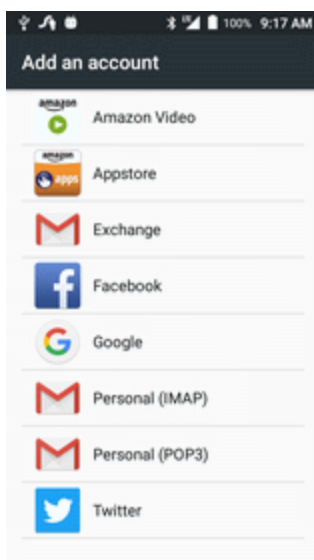 100% 9:17 AM
Add an account
amazon
Amazon Video
amazon
apps
Appstore
Exchange
Facebook
Google
Personal (IMAP)
Personal (POP3)
Twitter